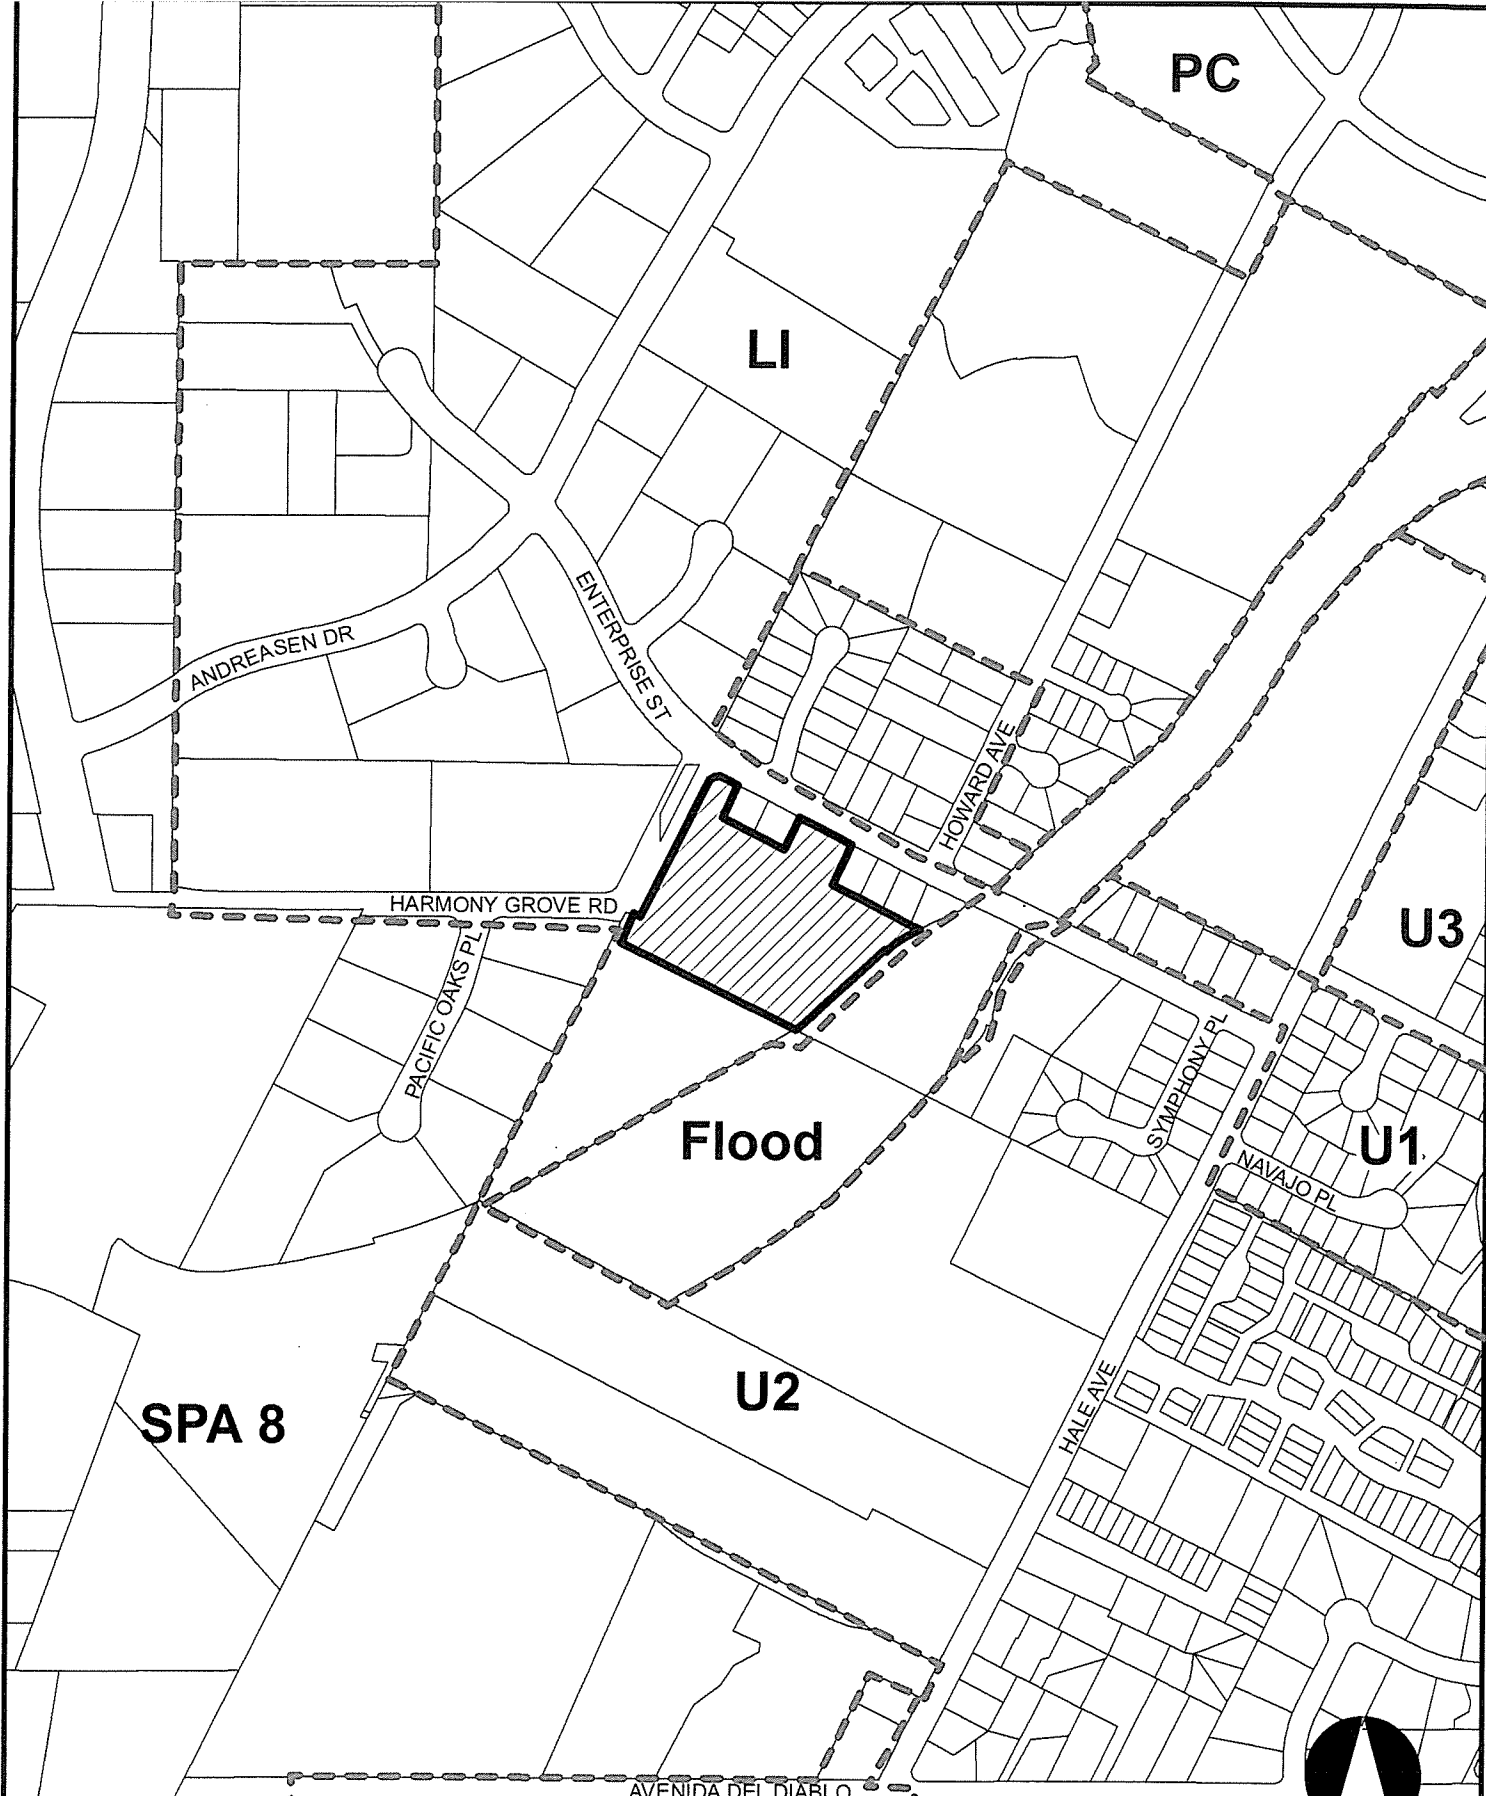 PC
LI
ENTERPRISE ST
ANDREASEN DR
HOWARD AVE
HARMONY GROVE RD
U3
PACIFIC OAKS PL
SYMPHONY PL
Flood
U1
NAVAJO PL
U2
HALE AVE
SPA 8
AVENIDA DEL DIABLO